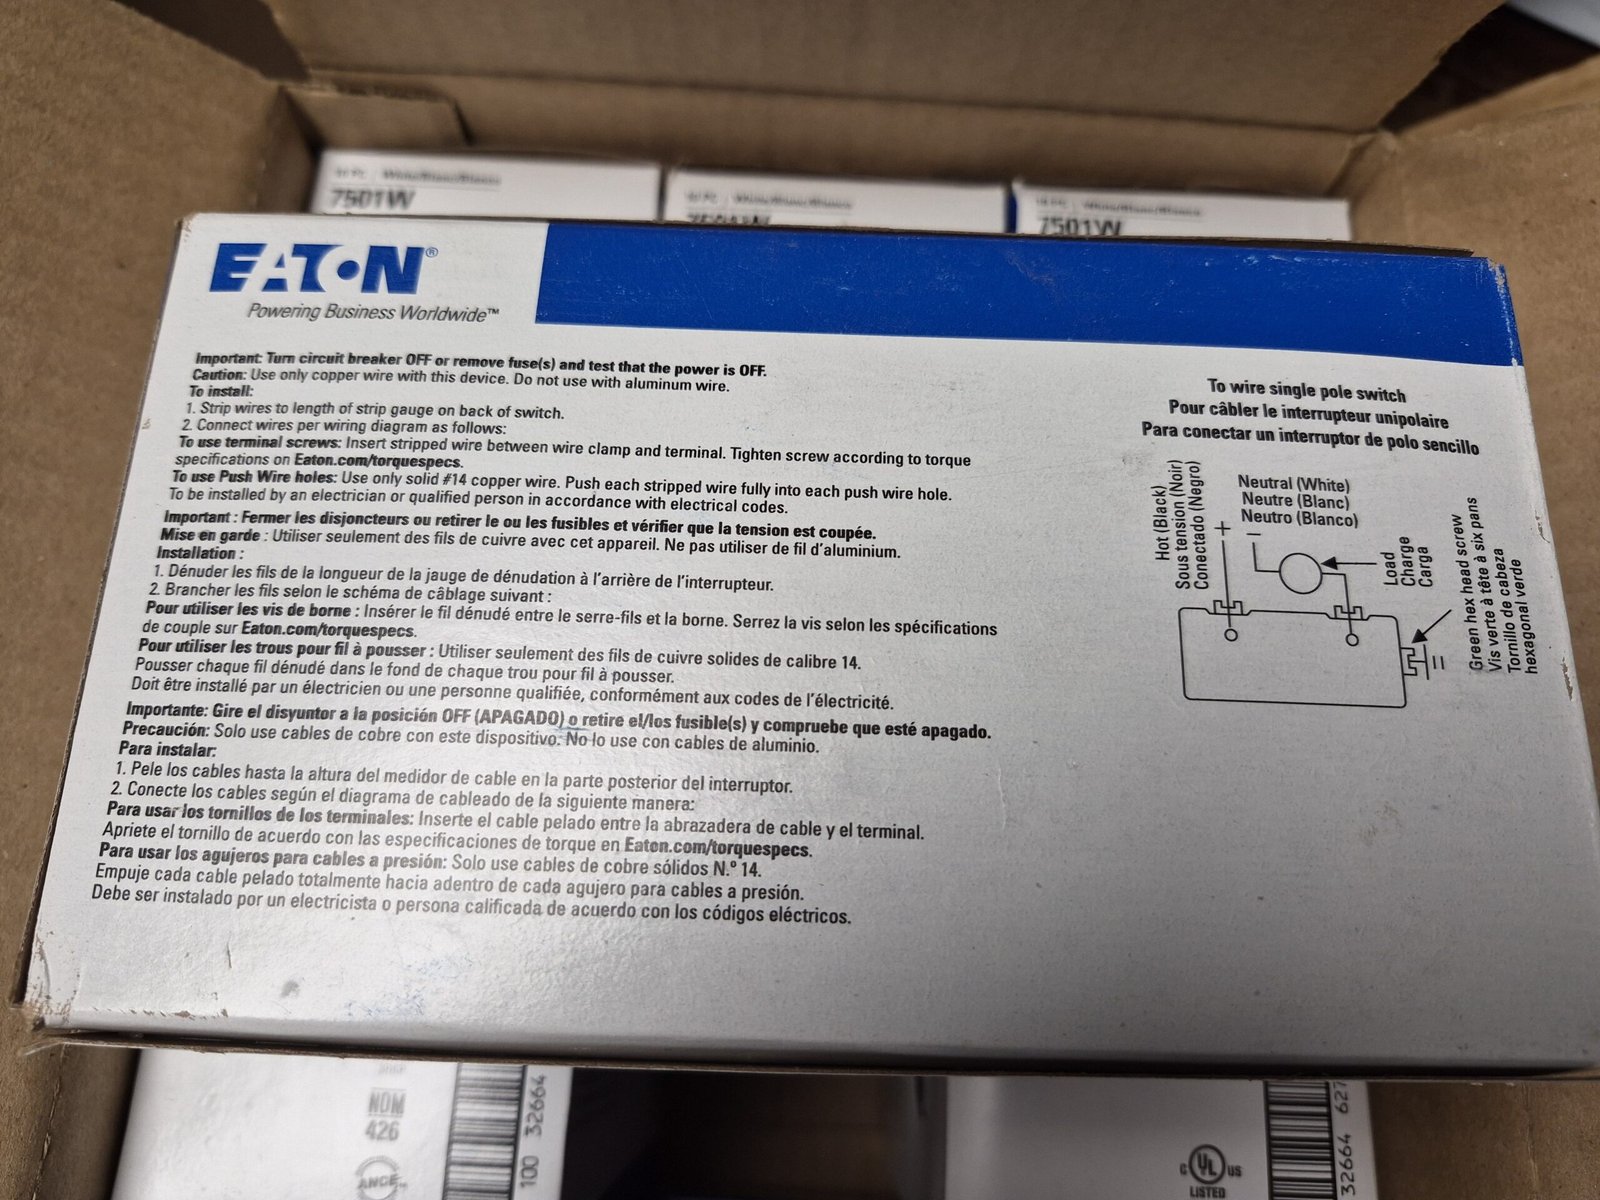 White/Blanc/Blanco
7501W
White/Blanc/Blanco
White/Blanc/Blanco
7501W
EATON®
Powering Business Worldwide™
Important: Turn circuit breaker OFF or remove fuse(s) and test that the power is OFF.
Caution: Use only copper wire with this device. Do not use with aluminum wire.
To install:
1. Strip wires to length of strip gauge on back of switch.
2. Connect wires per wiring diagram as follows:
To use terminal screws: Insert stripped wire between wire clamp and terminal. Tighten screw according to torque
specifications on Eaton.com/torquespecs.
To use Push Wire holes: Use only solid #14 copper wire. Push each stripped wire fully into each push wire hole.
To be installed by an electrician or qualified person in accordance with electrical codes.
Important : Fermer les disjoncteurs ou retirer le ou les fusibles et vérifier que la tension est coupée.
Mise en garde : Utiliser seulement des fils de cuivre avec cet appareil. Ne pas utiliser de fil d'aluminium.
Installation :
1. Dénuder les fils de la longueur de la jauge de dénudation à l'arrière de l'interrupteur.
2. Brancher les fils selon le schéma de câblage suivant :
Pour utiliser les vis de borne : Insérer le fil dénudé entre le serre-fils et la borne. Serrez la vis selon les spécifications
de couple sur Eaton.com/torquespecs.
Pour utiliser les trous pour fil à pousser : Utiliser seulement des fils de cuivre solides de calibre 14.
Pousser chaque fil dénudé dans le fond de chaque trou pour fil à pousser.
Doit être installé par un électricien ou une personne qualifiée, conformément aux codes de l'électricité.
Importante: Gire el disyuntor a la posición OFF (APAGADO) o retire el/los fusible(s) y compruebe que esté apagado.
Precaución: Solo use cables de cobre con este dispositivo. No lo use con cables de aluminio.
Para instalar:
1. Pele los cables hasta la altura del medidor de cable en la parte posterior del interruptor.
2. Conecte los cables según el diagrama de cableado de la siguiente manera:
Para usar los tornillos de los terminales: Inserte el cable pelado entre la abrazadera de cable y el terminal.
Apriete el tornillo de acuerdo con las especificaciones de torque en Eaton.com/torquespecs.
Para usar los agujeros para cables a presión: Solo use cables de cobre sólidos N.º 14.
Empuje cada cable pelado totalmente hacia adentro de cada agujero para cables a presión.
Debe ser instalado por un electricista o persona calificada de acuerdo con los códigos eléctricos.
To wire single pole switch
Pour câbler le interrupteur unipolaire
Para conectar un interruptor de polo sencillo
Hot (Black)
Sous tension (Noir)
Conectado (Negro)
+
−
Neutral (White)
Neutre (Blanc)
Neutro (Blanco)
Load
Charge
Carga
Green hex head screw
Vis verte à tête à six pans
Tornillo de cabeza
hexagonal verde
NOM
426
ANCE
100 32664
C UL US
LISTED
32664 627